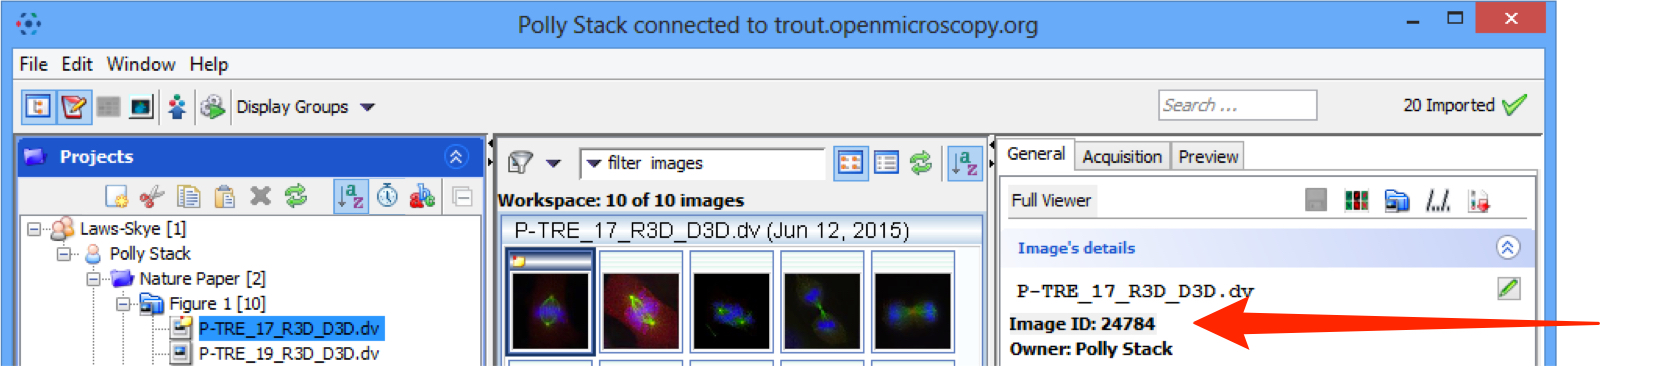 Polly Stack connected to trout.openmicroscopy.org
File Edit Window Help
Display Groups
Search ...
20 Imported
Projects
Laws-Skye [1]
Polly Stack
Nature Paper [2]
Figure 1 [10]
P-TRE_17_R3D_D3D.dv
P-TRE_19_R3D_D3D.dv
filter images
Workspace: 10 of 10 images
P-TRE_17_R3D_D3D.dv (Jun 12, 2015)
General Acquisition Preview
Full Viewer
Image's details
P-TRE_17_R3D_D3D.dv
Image ID: 24784
Owner: Polly Stack